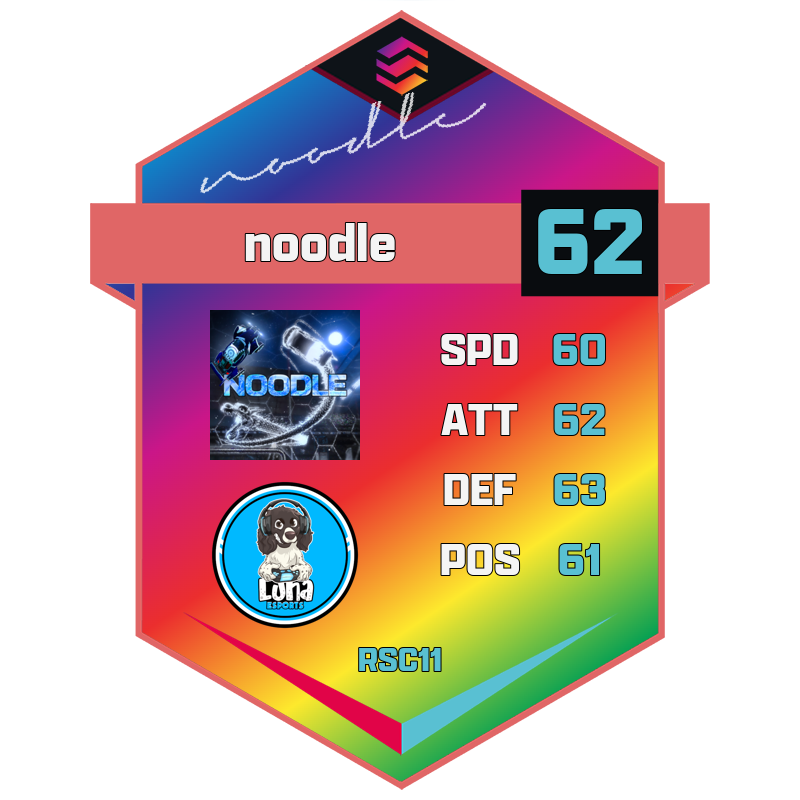 noodle
noodle 62
NOODLE
SPD 60
ATT 62
DEF 63
POS 61
Luna
ESPORTS
RSC11